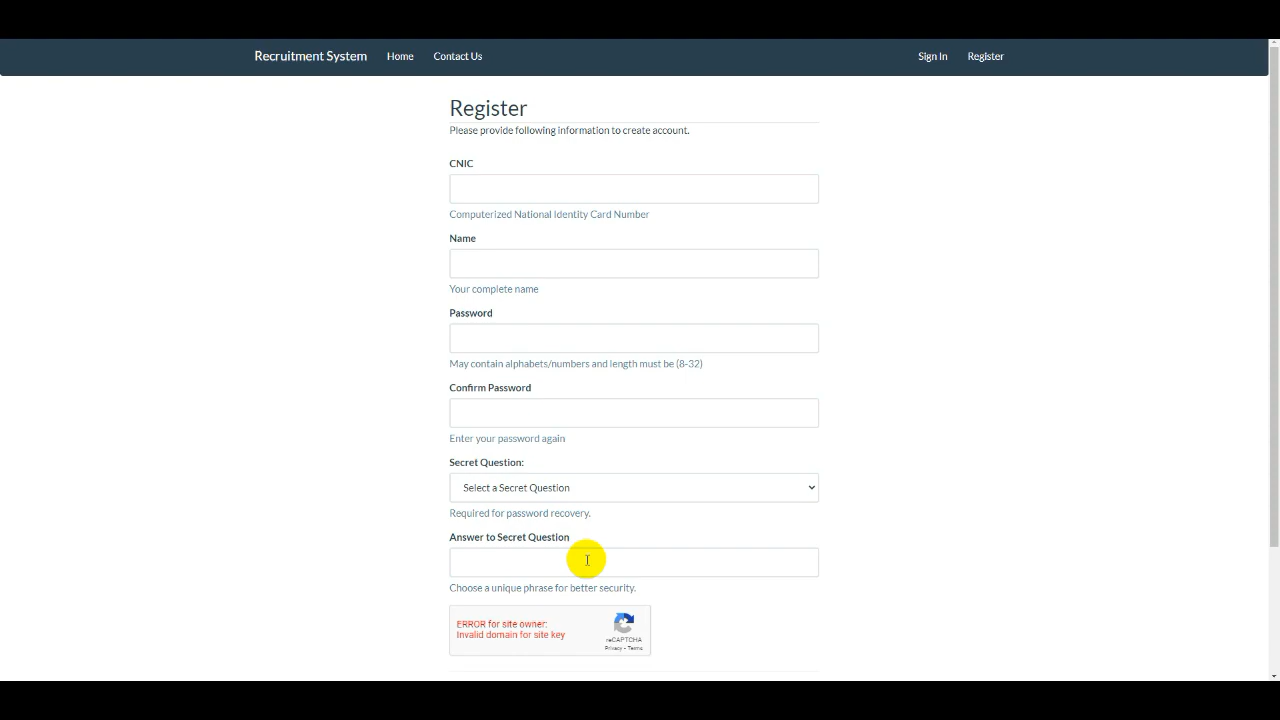 Recruitment System Home Contact Us Sign In Register
Register
Please provide following information to create account.
CNIC
Computerized National Identity Card Number
Name
Your complete name
Password
May contain alphabets/numbers and length must be (8-32)
Confirm Password
Enter your password again
Secret Question:
Select a Secret Question
Required for password recovery.
Answer to Secret Question
Choose a unique phrase for better security.
ERROR for site owner:
Invalid domain for site key
reCAPTCHA
Privacy - Terms